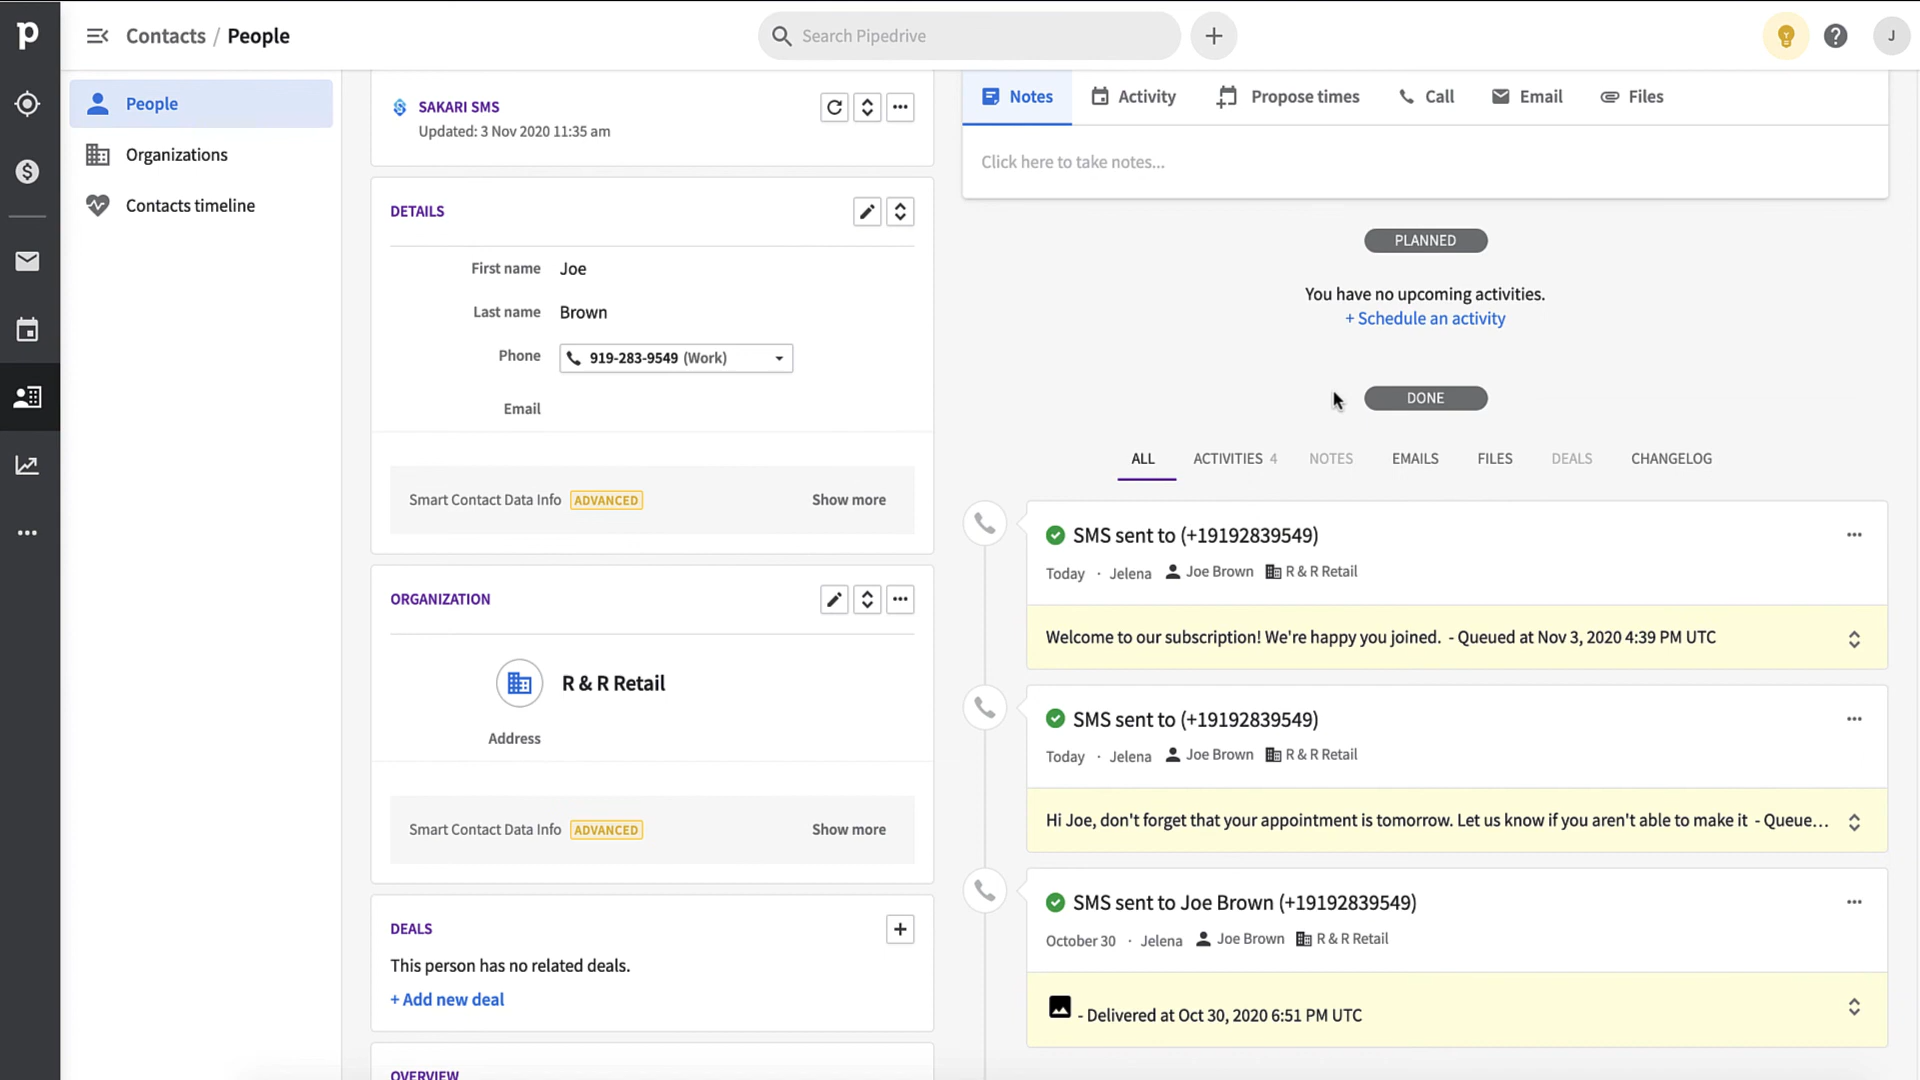 p
Contacts / People
Search Pipedrive
J
People
Organizations
Contacts timeline
SAKARI SMS
Updated: 3 Nov 2020 11:35 am
DETAILS
First name Joe
Last name Brown
Phone 919-283-9549 (Work)
Email
Smart Contact Data Info ADVANCED Show more
ORGANIZATION
R & R Retail
Address
Smart Contact Data Info ADVANCED Show more
DEALS
This person has no related deals.
+ Add new deal
OVERVIEW
Notes Activity Propose times Call Email Files
Click here to take notes...
PLANNED
You have no upcoming activities.
+ Schedule an activity
DONE
ALL ACTIVITIES 4 NOTES EMAILS FILES DEALS CHANGELOG
SMS sent to (+19192839549)
Today · Jelena Joe Brown R & R Retail
Welcome to our subscription! We're happy you joined. - Queued at Nov 3, 2020 4:39 PM UTC
SMS sent to (+19192839549)
Today · Jelena Joe Brown R & R Retail
Hi Joe, don't forget that your appointment is tomorrow. Let us know if you aren't able to make it - Queue...
SMS sent to Joe Brown (+19192839549)
October 30 · Jelena Joe Brown R & R Retail
- Delivered at Oct 30, 2020 6:51 PM UTC